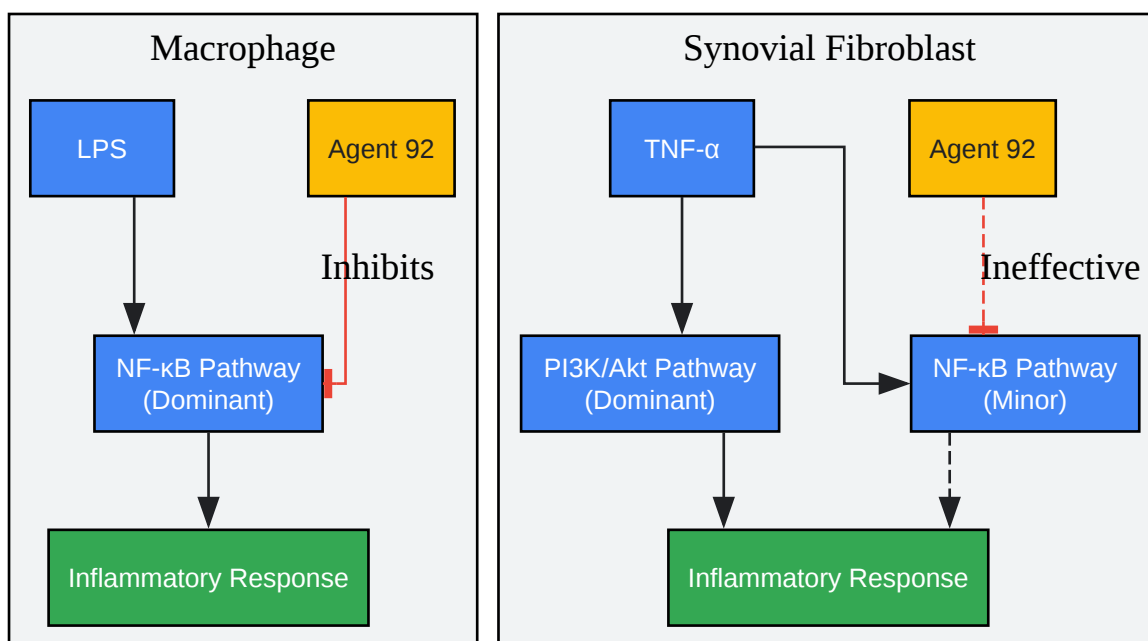 Macrophage
LPS
Agent 92
Inhibits
NF-κB Pathway
(Dominant)
Inflammatory Response
Synovial Fibroblast
TNF-α
Agent 92
Ineffective
PI3K/Akt Pathway
(Dominant)
NF-κB Pathway
(Minor)
Inflammatory Response